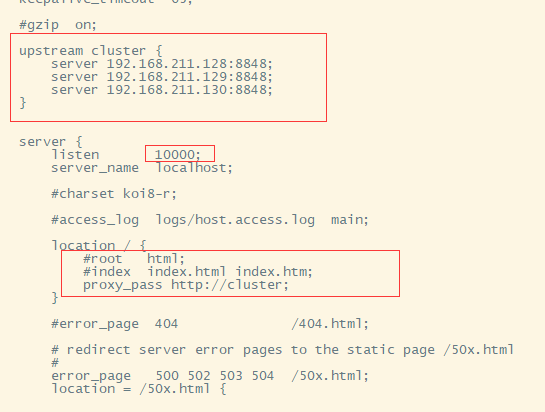 #gzip  on;
upstream cluster {
    server 192.168.211.128:8848;
    server 192.168.211.129:8848;
    server 192.168.211.130:8848;
}
server {
    listen       10000;
    server_name  localhost;
    #charset koi8-r;
    #access_log  logs/host.access.log  main;
    location / {
        #root   html;
        #index  index.html index.htm;
        proxy_pass http://cluster;
    }
    #error_page  404              /404.html;
    # redirect server error pages to the static page /50x.html
    #
    error_page   500 502 503 504  /50x.html;
    location = /50x.html {